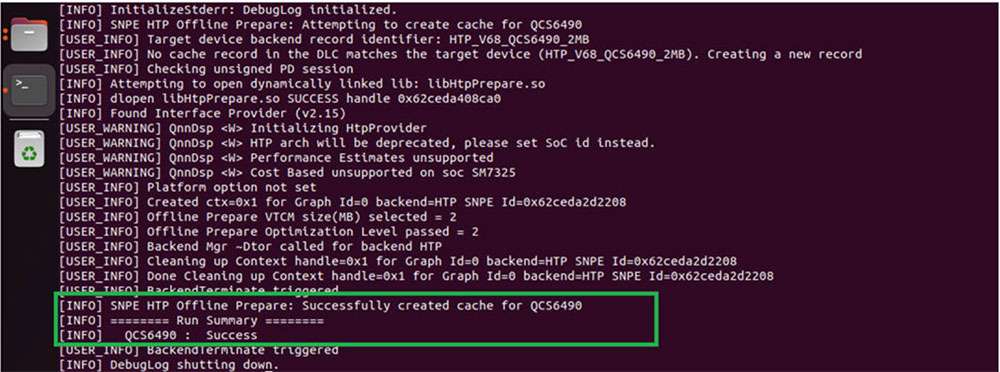 [INFO] InitializeStderr: DebugLog initialized.
[INFO] SNPE HTP Offline Prepare: Attempting to create cache for QCS6490
[USER_INFO] Target device backend record identifier: HTP_V68_QCS6490_2MB
[USER_INFO] No cache record in the DLC matches the target device (HTP_V68_QCS6490_2MB). Creating a new record
[USER_INFO] Checking unsigned PD session
[INFO] Attempting to open dynamically linked lib: libHtpPrepare.so
[INFO] dlopen libHtpPrepare.so SUCCESS handle 0x62ceda408ca0
[INFO] Found Interface Provider (v2.15)
[USER_WARNING] QnnDsp <W> Initializing HtpProvider
[USER_WARNING] QnnDsp <W> HTP arch will be deprecated, please set SoC id instead.
[USER_WARNING] QnnDsp <W> Performance Estimates unsupported
[USER_WARNING] QnnDsp <W> Cost Based unsupported on soc SM7325
[USER_INFO] Platform option not set
[USER_INFO] Created ctx=0x1 for Graph Id=0 backend=HTP SNPE Id=0x62ceda2d2208
[USER_INFO] Offline Prepare VTCM size(MB) selected = 2
[USER_INFO] Offline Prepare Optimization Level passed = 2
[USER_INFO] Backend Mgr ~Dtor called for backend HTP
[USER_INFO] Cleaning up Context handle=0x1 for Graph Id=0 backend=HTP SNPE Id=0x62ceda2d2208
[USER_INFO] Done Cleaning up Context handle=0x1 for Graph Id=0 backend=HTP SNPE Id=0x62ceda2d2208
[USER_INFO] BackendTerminate triggered
[INFO] SNPE HTP Offline Prepare: Successfully created cache for QCS6490
[INFO] ======== Run Summary ========
[INFO]   QCS6490 :  Success
[USER_INFO] BackendTerminate triggered
[INFO] DebugLog shutting down.